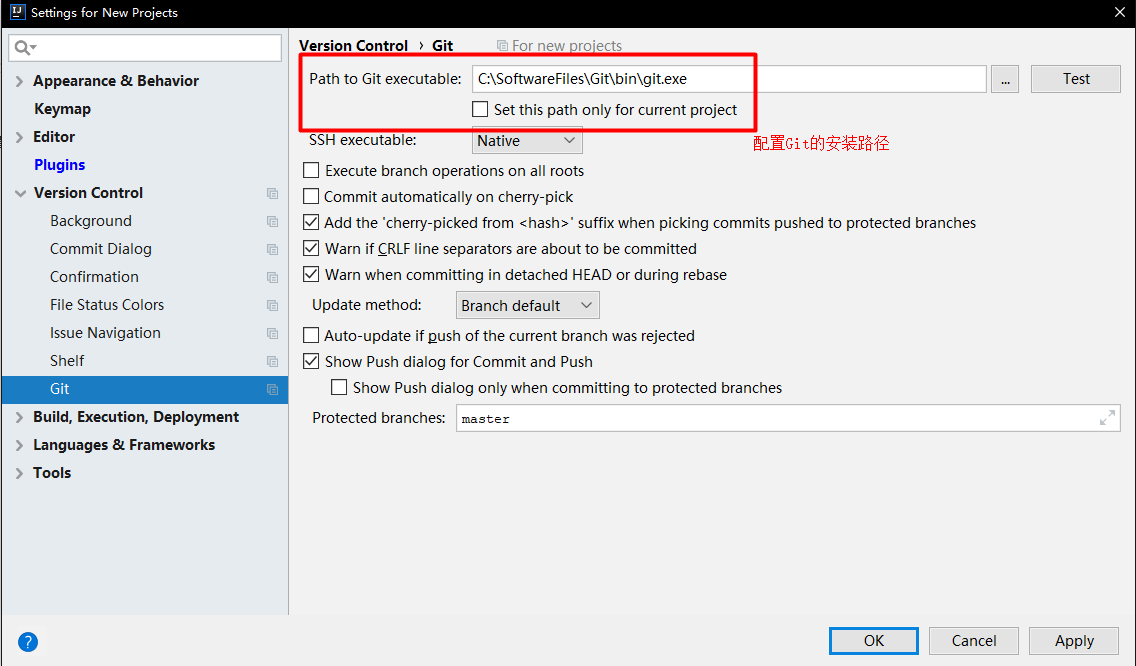 Settings for New Projects
Version Control › Git For new projects
Path to Git executable: C:\SoftwareFiles\Git\bin\git.exe ... Test
Set this path only for current project
SSH executable: Native
配置Git的安装路径
Execute branch operations on all roots
Commit automatically on cherry-pick
Add the 'cherry-picked from <hash>' suffix when picking commits pushed to protected branches
Warn if CRLF line separators are about to be committed
Warn when committing in detached HEAD or during rebase
Update method: Branch default
Auto-update if push of the current branch was rejected
Show Push dialog for Commit and Push
Show Push dialog only when committing to protected branches
Protected branches: master
Appearance & Behavior
Keymap
Editor
Plugins
Version Control
Background
Commit Dialog
Confirmation
File Status Colors
Issue Navigation
Shelf
Git
Build, Execution, Deployment
Languages & Frameworks
Tools
? OK Cancel Apply